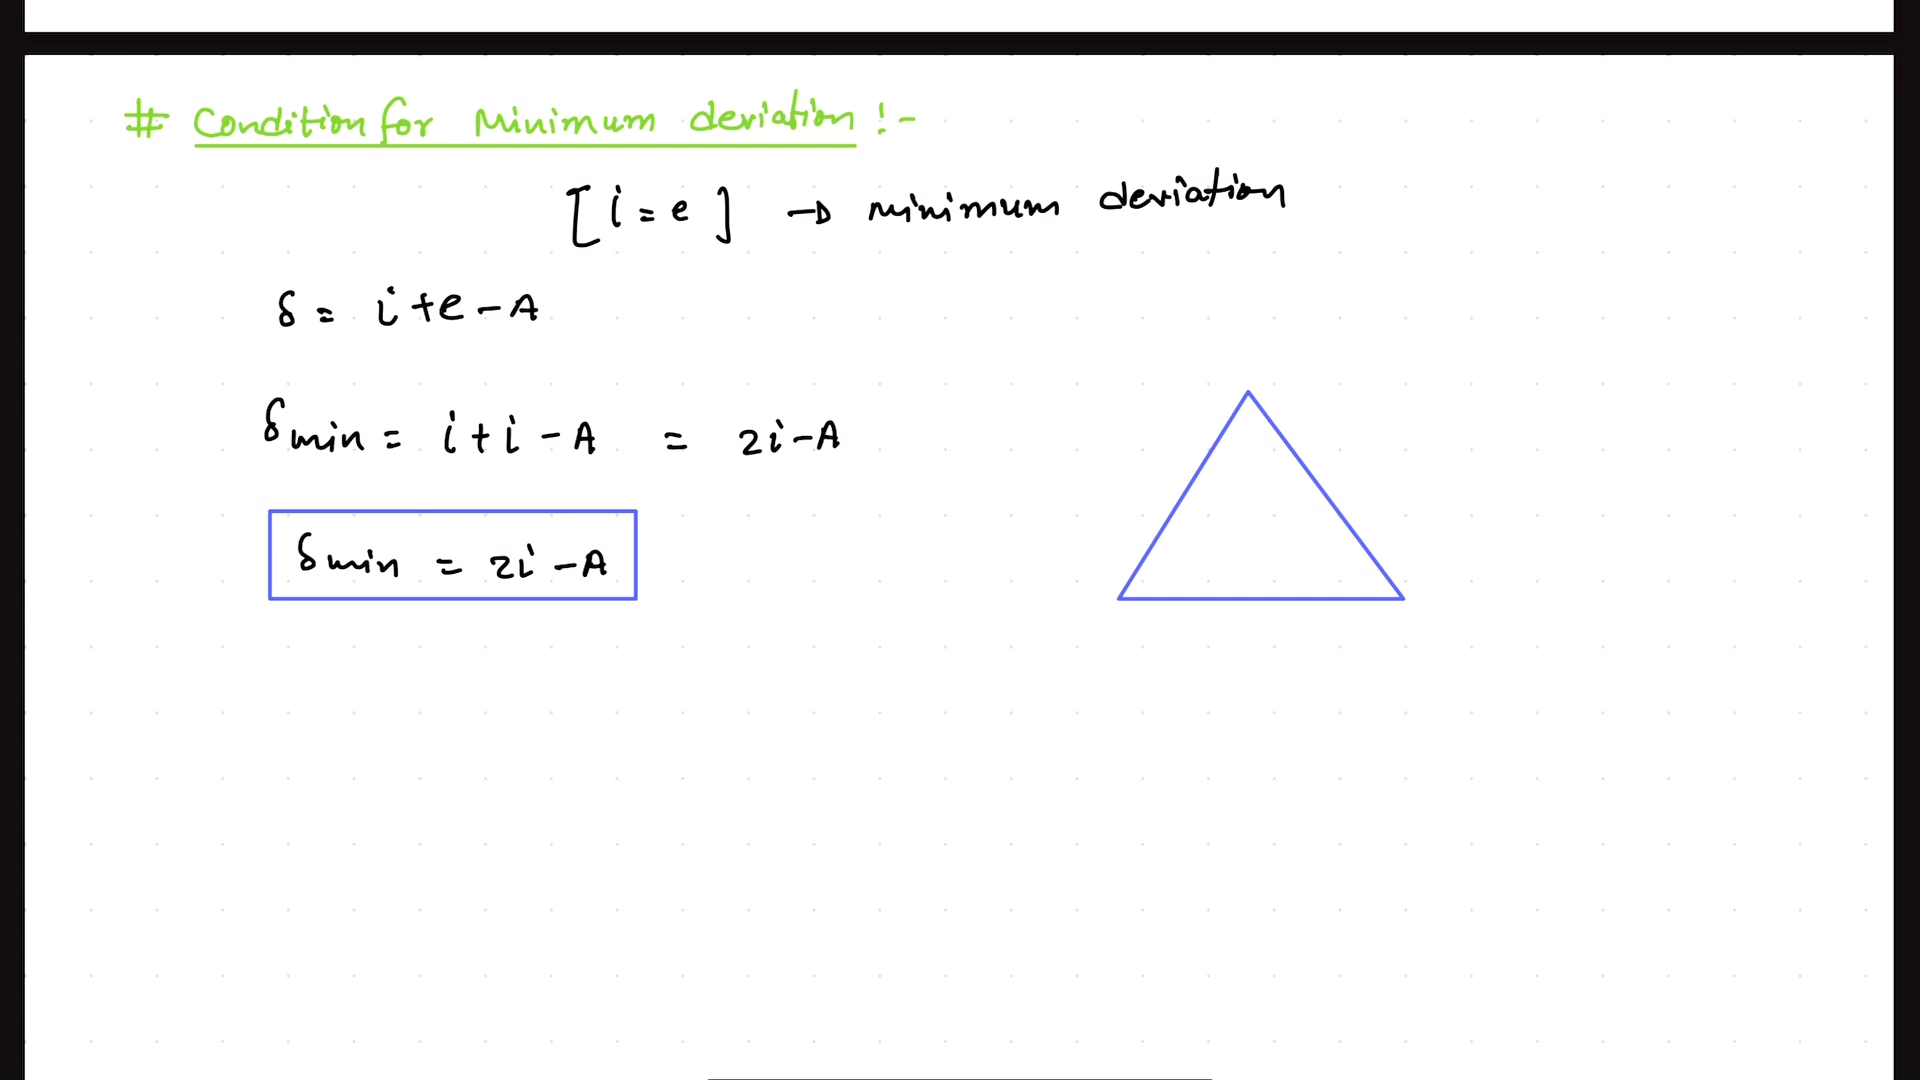 # Condition for Minimum deviation :-
[ i = e ] → minimum deviation
δ = i + e - A
δmin = i + i - A = 2i - A
δmin = 2i - A